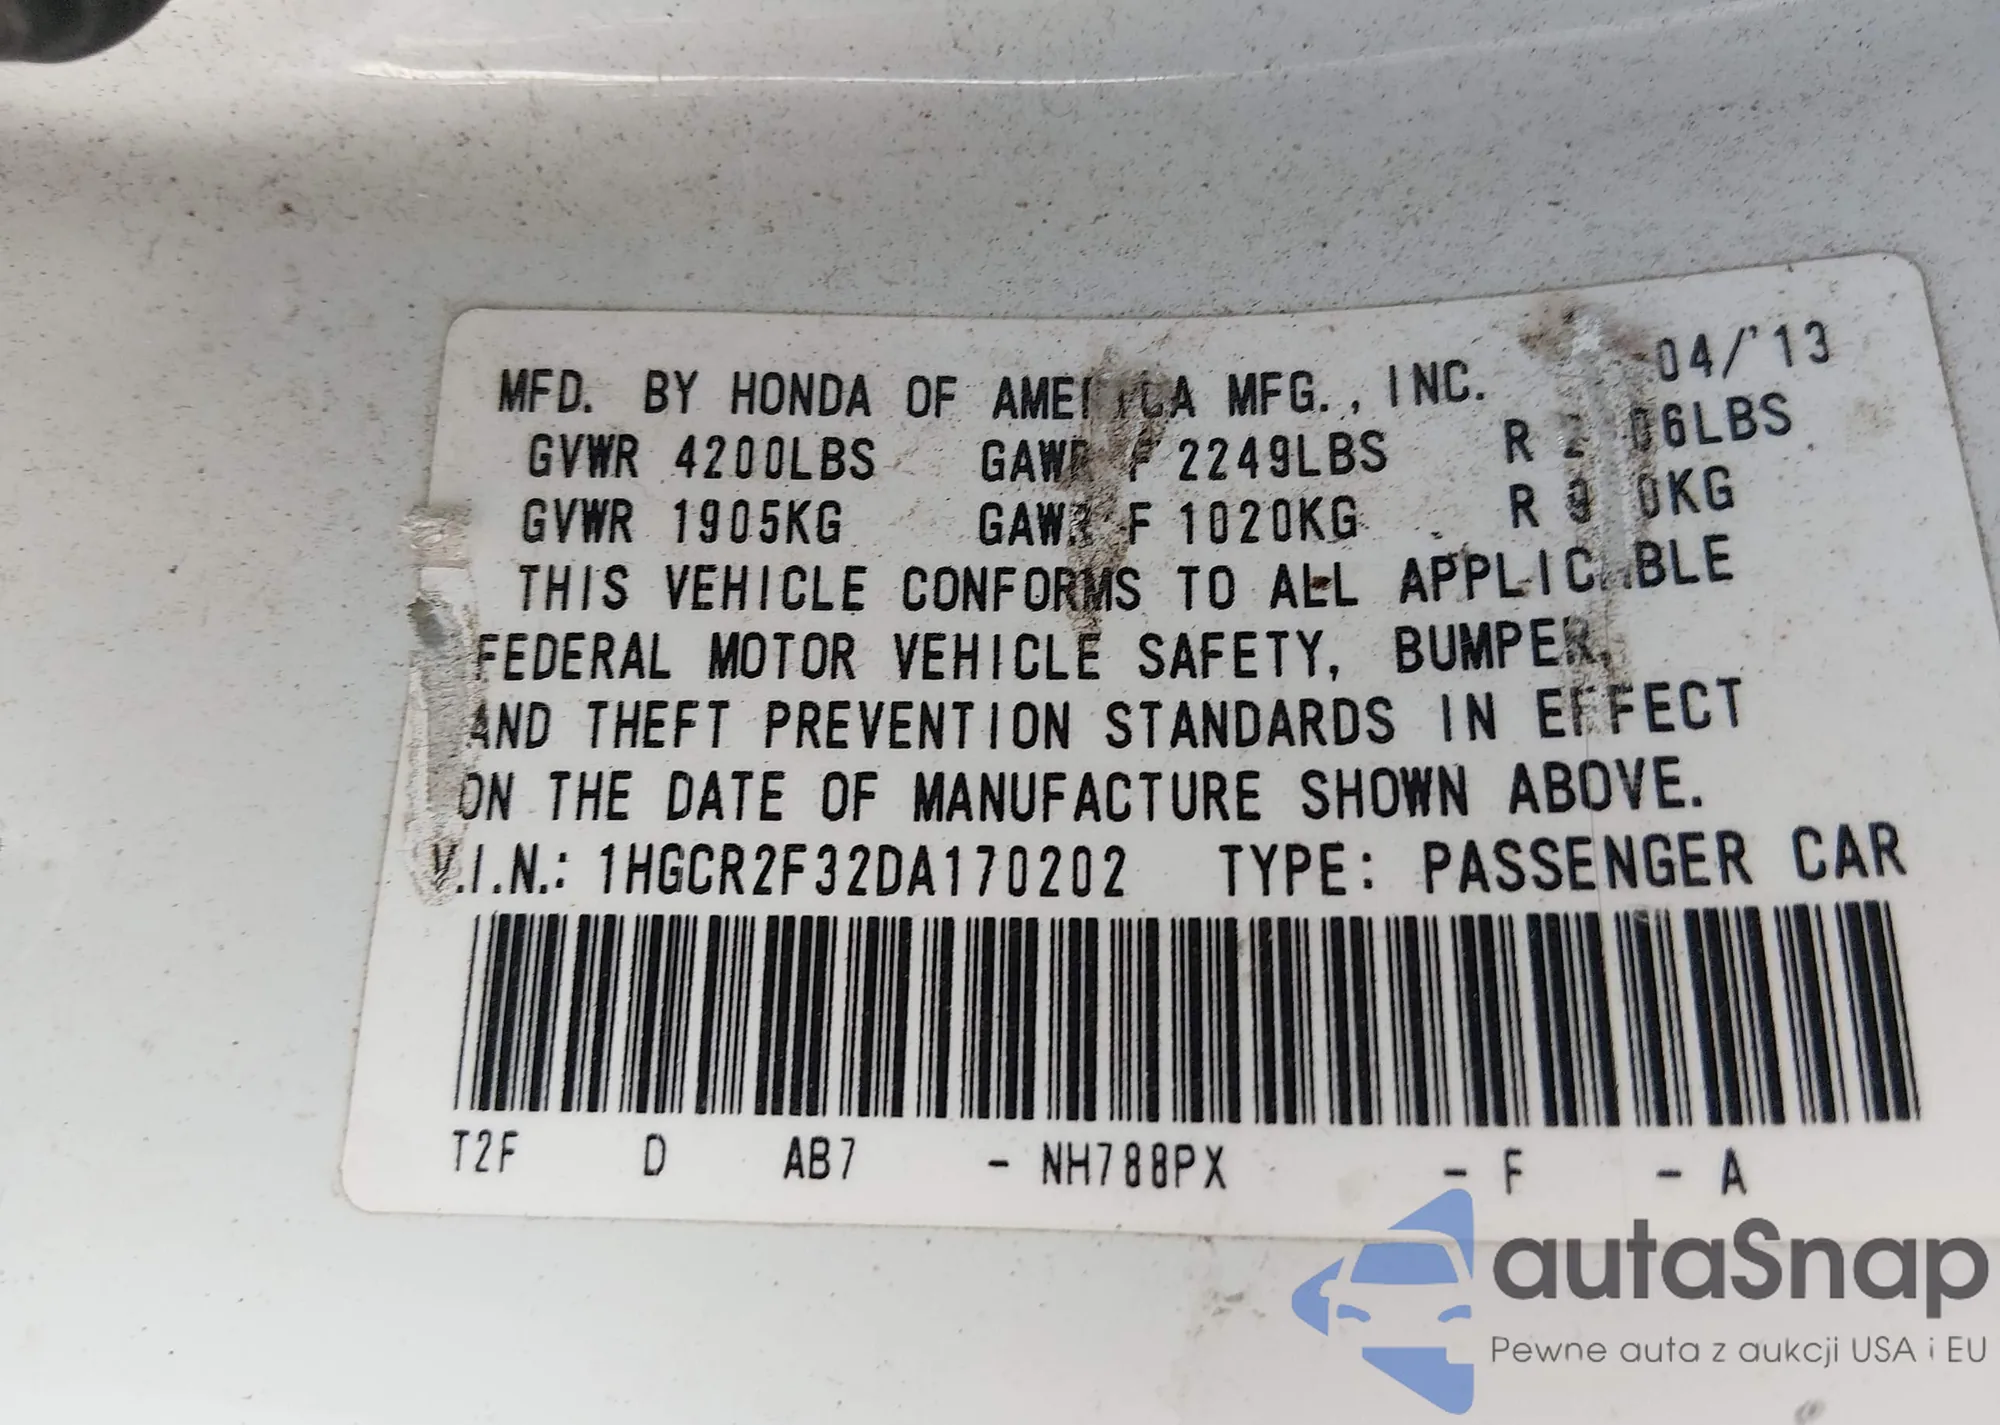 MFD. BY HONDA OF AMERICA MFG., INC. 04/'13
GVWR 4200LBS GAWR F 2249LBS R
GVWR 1905KG GAWR F 1020KG R
THIS VEHICLE CONFORMS TO ALL APPLICABLE
FEDERAL MOTOR VEHICLE SAFETY, BUMPER,
AND THEFT PREVENTION STANDARDS IN EFFECT
ON THE DATE OF MANUFACTURE SHOWN ABOVE.
V.I.N.: 1HGCR2F32DA170202 TYPE: PASSENGER CAR
T2F D AB7 - NH788PX - F - A
autaSnap
Pewne auta z aukcji USA i EU